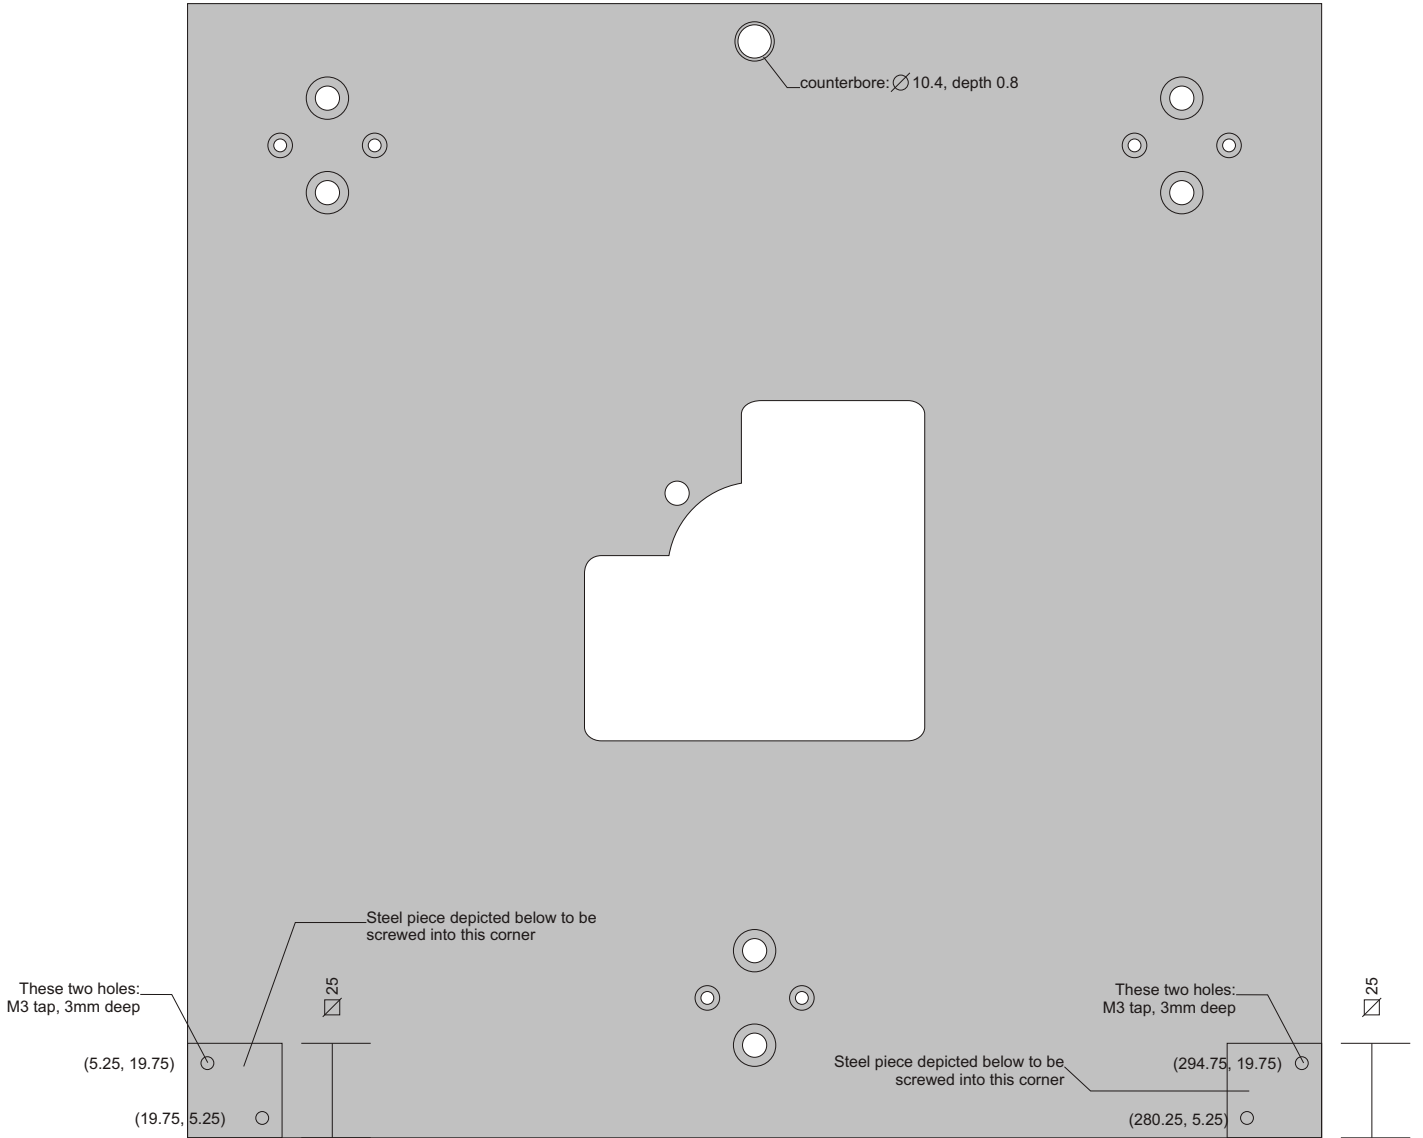 counterbore: ∅ 10.4, depth 0.8
Steel piece depicted below to be
screwed into this corner
These two holes:
M3 tap, 3mm deep
25
(5.25, 19.75)
(19.75, 5.25)
These two holes:
M3 tap, 3mm deep
25
Steel piece depicted below to be
screwed into this corner
(294.75, 19.75)
(280.25, 5.25)